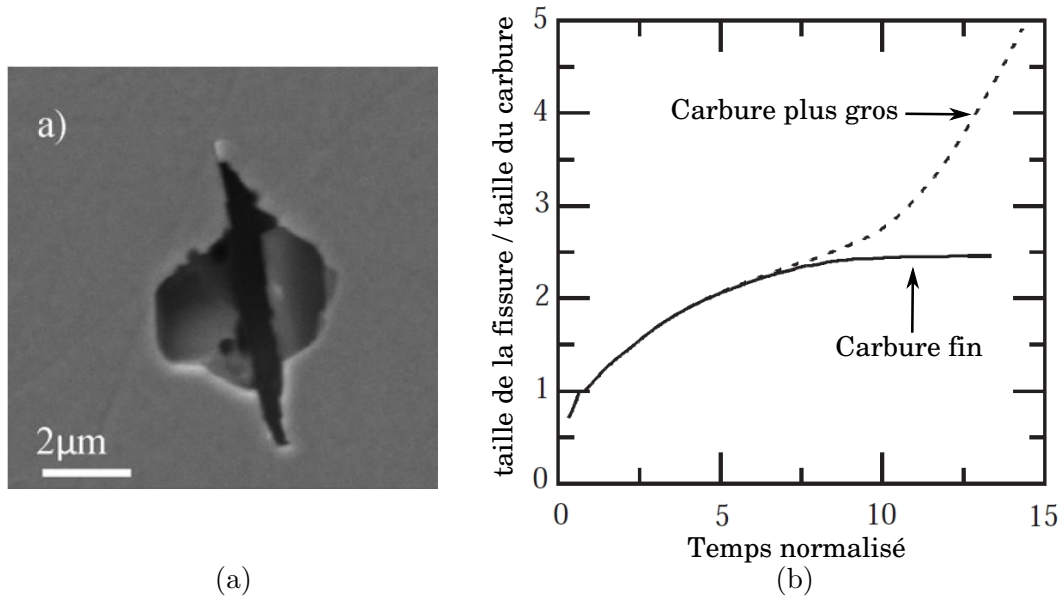 a)
2µm
taille de la fissure / taille du carbure
5
4
3
2
1
0
Carbure plus gros
Carbure fin
0
5
10
15
Temps normalisé
(a)
(b)